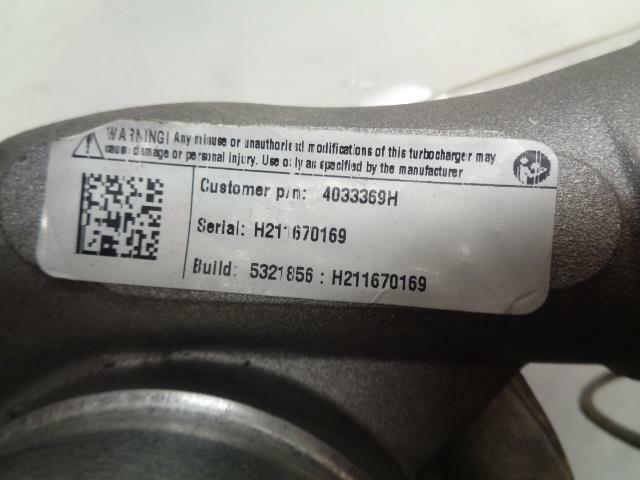 WARNING! Any misuse or unauthorised modifications of this turbocharger may
cause damage or personal injury. Use only as specified by the manufacturer
Customer p/n: 4033369H
Serial: H211670169
Build: 5321856 : H211670169